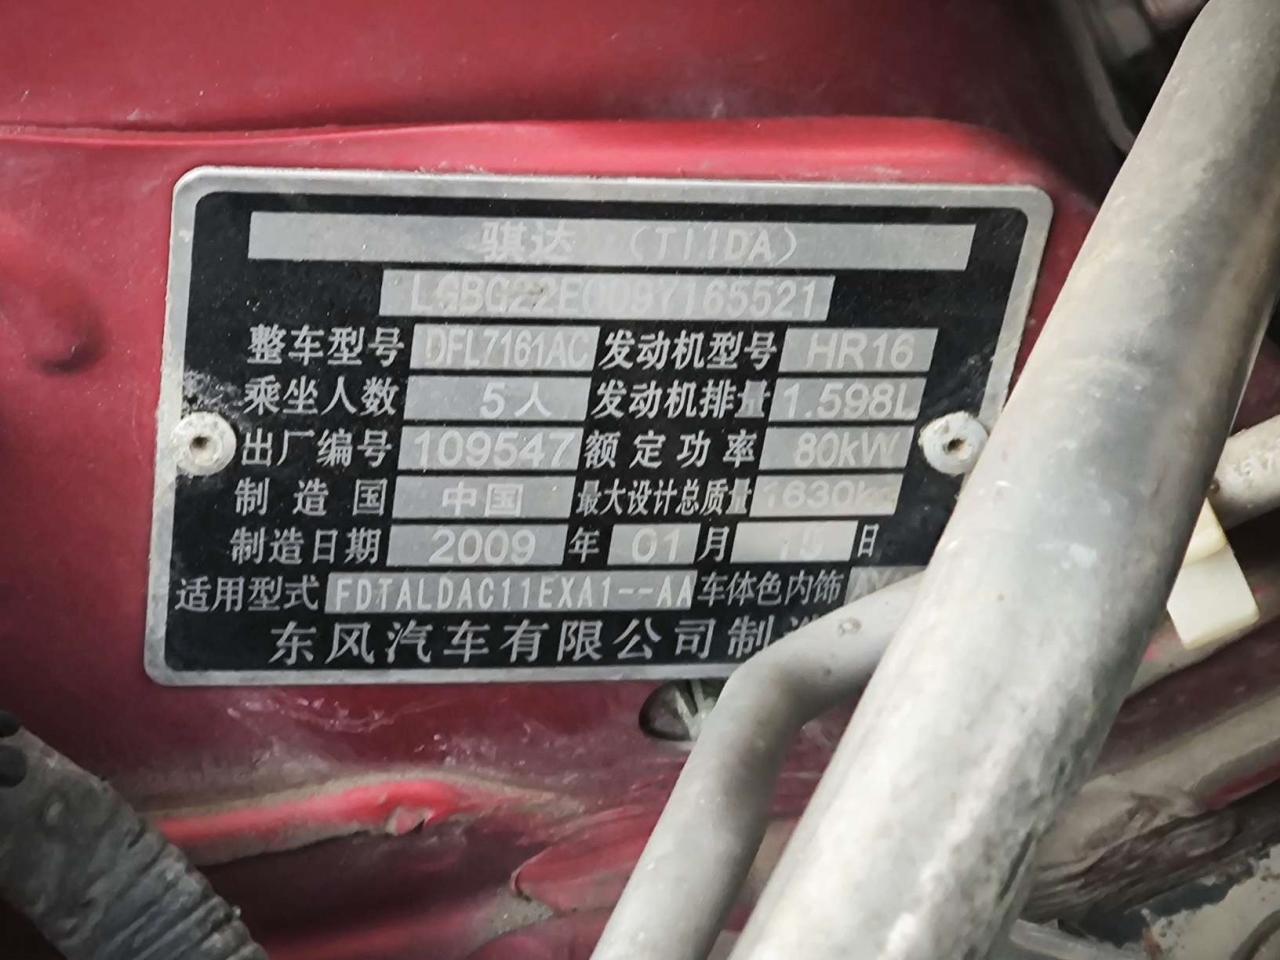 骐达 (TIIDA)
LGBG22E0097165521
整车型号 DFL7161AC 发动机型号 HR16
乘坐人数 5人 发动机排量 1.598L
出厂编号 109547 额定功率 80kW
制造国 中国 最大设计总质量 1630
制造日期 2009 年 01 月 15 日
适用型式 FDTALDAC11EXA1--AA 车体色内饰
东风汽车有限公司制